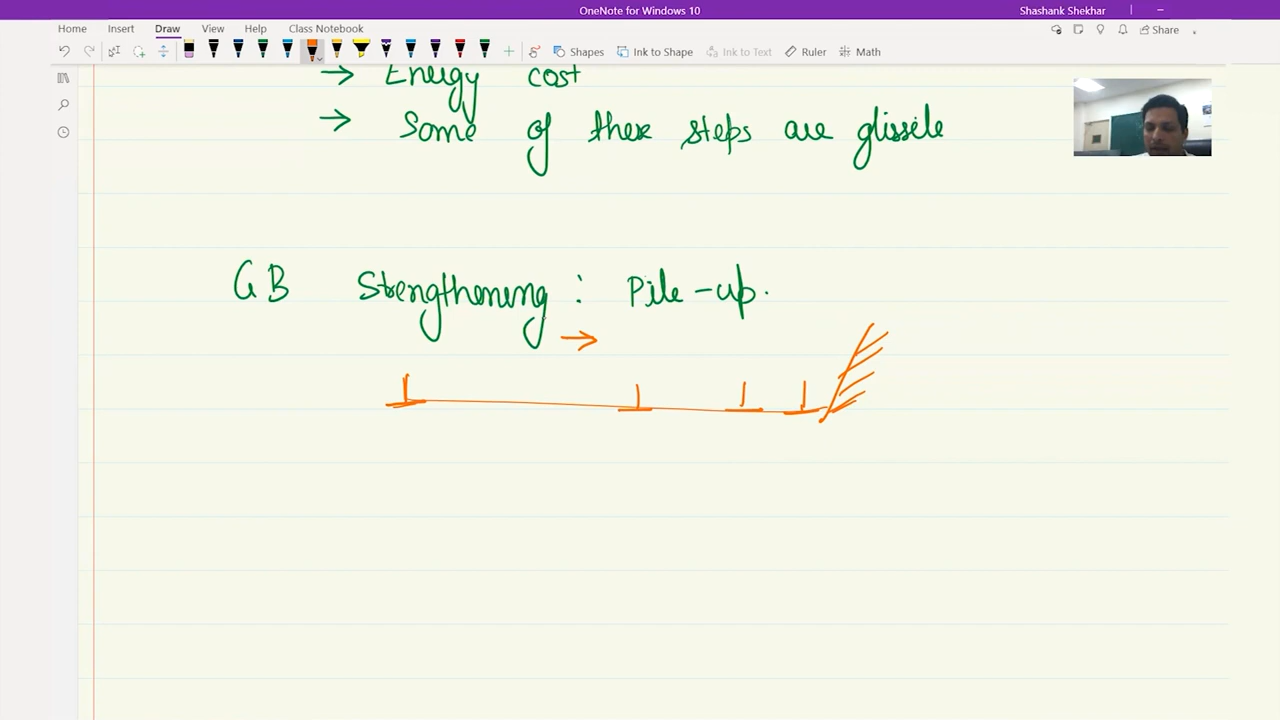 OneNote for Windows 10
Shashank Shekhar
Home Insert Draw View Help Class Notebook
Share
Shapes Ink to Shape Ink to Text Ruler Math
→ Energy cost
→ Some of these steps are glissile
GB Strengthening : Pile-up.